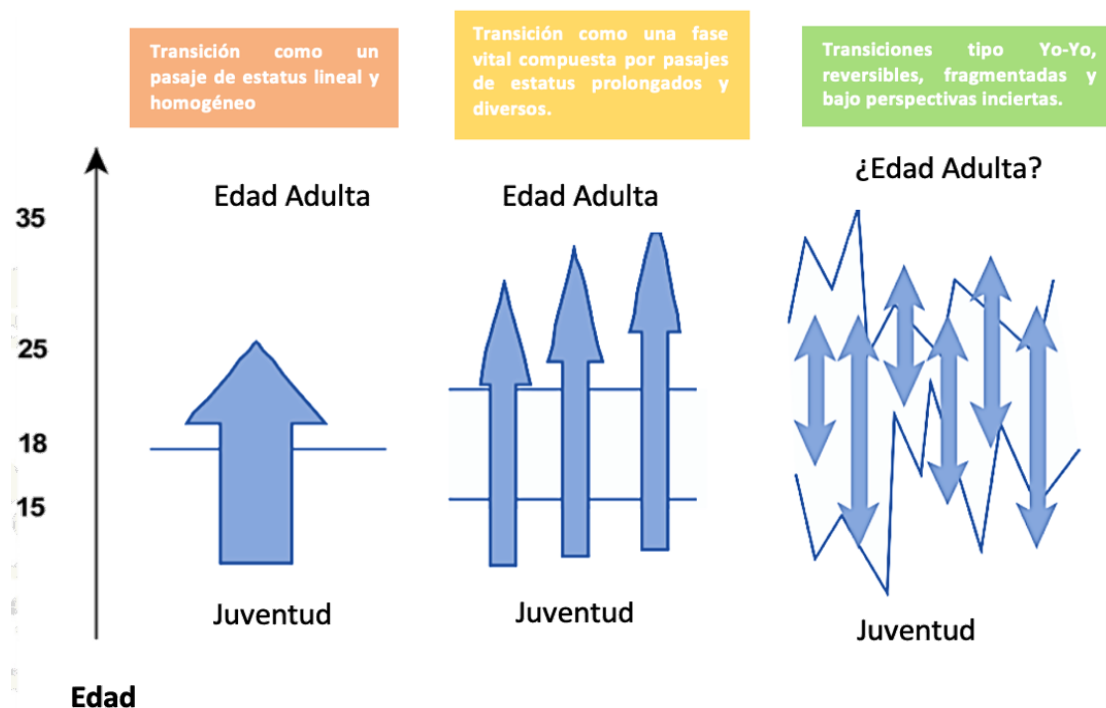 Transición como un
pasaje de estatus lineal y
homogéneo
Transición como una fase
vital compuesta por pasajes
de estatus prolongados y
diversos.
Transiciones tipo Yo-Yo,
reversibles, fragmentadas y
bajo perspectivas inciertas.
Edad Adulta
Edad Adulta
¿Edad Adulta?
35
25
18
15
Juventud
Juventud
Juventud
Edad